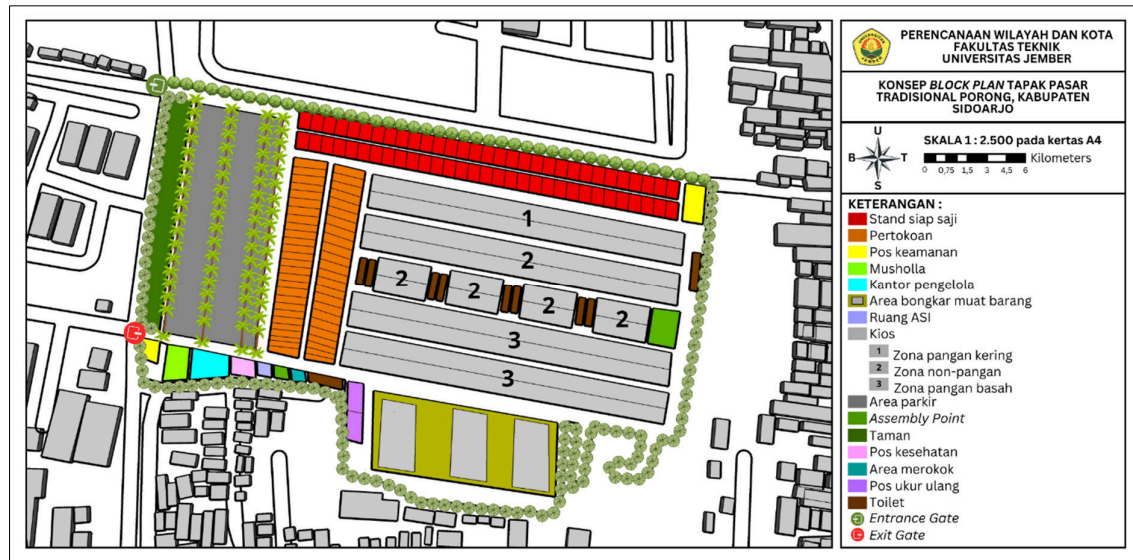 PERENCANAAN WILAYAH DAN KOTA
FAKULTAS TEKNIK
UNIVERSITAS JEMBER
KONSEP BLOCK PLAN TAPAK PASAR
TRADISIONAL PORONG, KABUPATEN
SIDOARJO
U
B T
S
SKALA 1 : 2.500 pada kertas A4
Kilometers
0 0,75 1,5 3 4,5 6
KETERANGAN :
Stand siap saji
Pertokoan
Pos keamanan
Musholla
Kantor pengelola
Area bongkar muat barang
Ruang ASI
Kios
1 Zona pangan kering
2 Zona non-pangan
3 Zona pangan basah
Area parkir
Assembly Point
Taman
Pos kesehatan
Area merokok
Pos ukur ulang
Toilet
Entrance Gate
Exit Gate
1
2
2 2 2 2
3
3